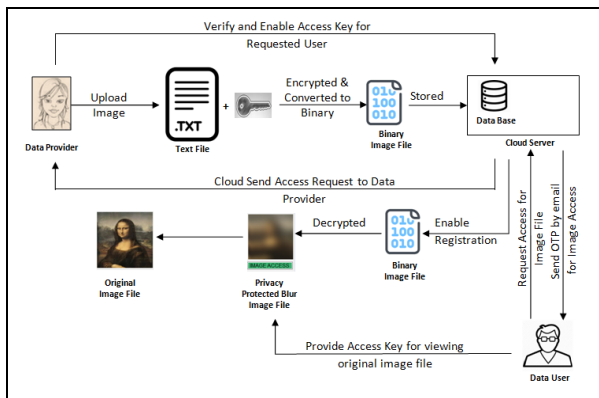 Verify and Enable Access Key for
Requested User
Upload
Image
.TXT
+
Encrypted &
Converted to
Binary
010
100
010
Stored
Data Base
Cloud Server
Data Provider
Text File
Binary
Image File
Cloud Send Access Request to Data
Provider
Original
Image File
IMAGE ACCESS
Privacy
Protected Blur
Image File
Decrypted
010
100
010
Binary
Image File
Enable
Registration
Request Access for
Image File
Send OTP by email
for Image Access
Provide Access Key for viewing
original image file
Data User